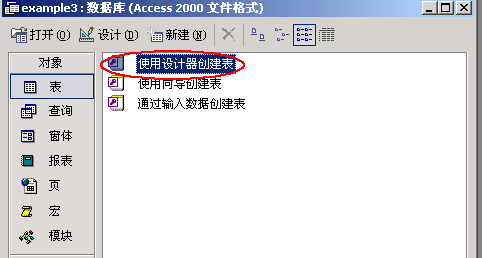 example3 : 数据库 (Access 2000 文件格式)
打开(O) 设计(D) 新建(N)
对象
表
查询
窗体
报表
页
宏
模块
使用设计器创建表
使用向导创建表
通过输入数据创建表